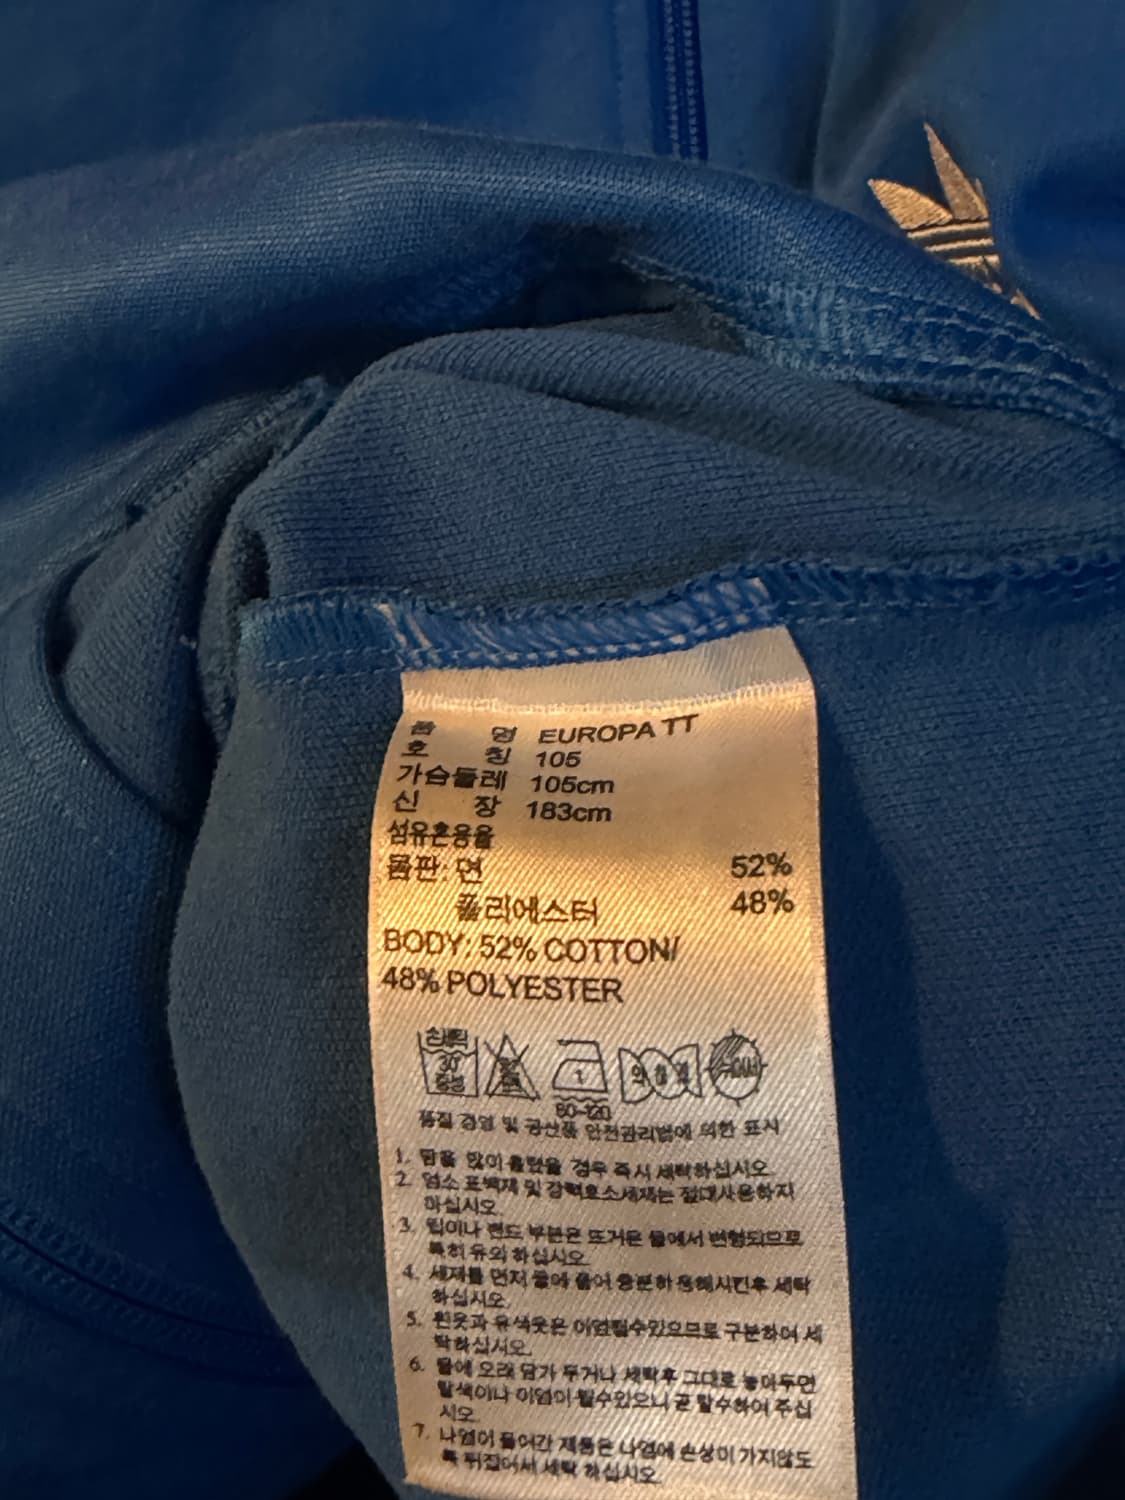 품 명 EUROPA TT
호 칭 105
가슴둘레 105cm
신 장 183cm
섬유혼용율
몸판: 면 52%
폴리에스터 48%
BODY: 52% COTTON/
48% POLYESTER
손세탁
30°
중성
1
80-120
품질 경영 및 공산품 안전관리법에 의한 표시
1. 땀을 많이 흘렸을 경우 즉시 세탁하십시오.
2. 염소 표백제 및 강력효소세제는 절대사용하지
마십시오.
3. 립이나 밴드 부분은 뜨거운 물에서 변형되므로
특히 유의 하십시오.
4. 세제를 먼저 물에 풀어 충분히 용해시킨후 세탁
하십시오.
5. 흰옷과 유색옷은 이염될수있으므로 구분하여 세
탁하십시오.
6. 물에 오래 담가 두거나 세탁후 그대로 놓아두면
탈색이나 이염이 될수있으니 곧 탈수하여 주십
시오.
7. 나염이 들어간 제품은 나염에 손상이 가지않도
록 뒤집어서 세탁 하십시오.